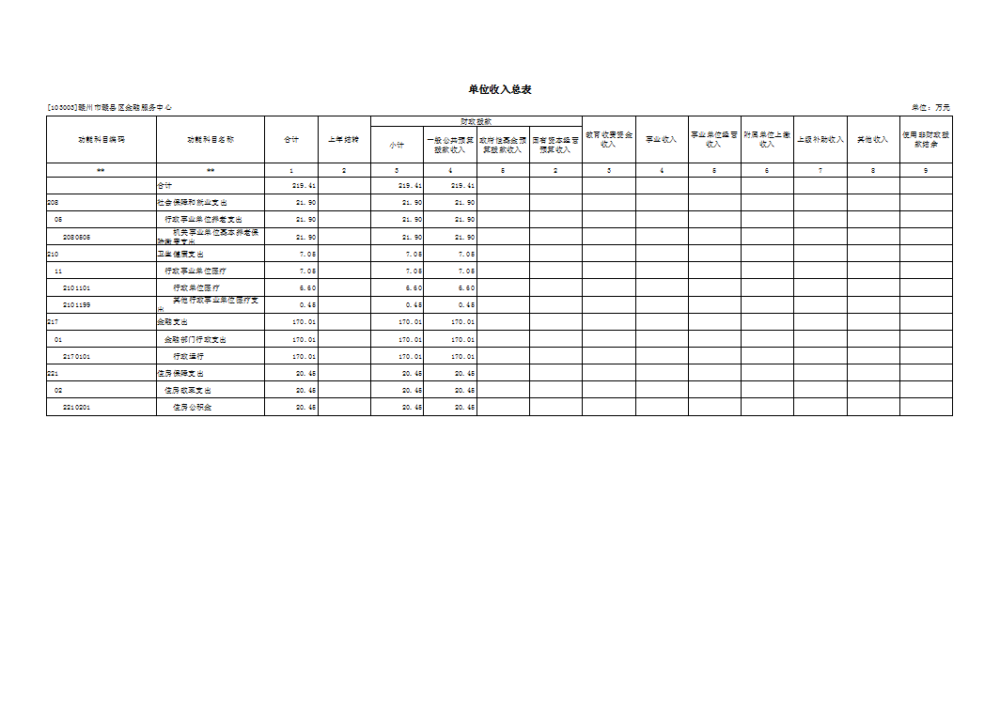 单位收入总表
[103003]赣州市赣县区金融服务中心 单位：万元
功能科目编码 功能科目名称 合计 上年结转 财政拨款 教育收费资金收入 事业收入 事业单位经营收入 附属单位上缴收入 上级补助收入 其他收入 使用非财政拨款结余
小计 一般公共预算拨款收入 政府性基金预算拨款收入 国有资本经营预算收入
** ** 1 2 3 4 5 2 3 4 5 6 7 8 9
合计 219.41 219.41 219.41
208 社会保障和就业支出 21.90 21.90 21.90
05 行政事业单位养老支出 21.90 21.90 21.90
2080505 机关事业单位基本养老保险缴费支出 21.90 21.90 21.90
210 卫生健康支出 7.05 7.05 7.05
11 行政事业单位医疗 7.05 7.05 7.05
2101101 行政单位医疗 6.60 6.60 6.60
2101199 其他行政事业单位医疗支出 0.45 0.45 0.45
217 金融支出 170.01 170.01 170.01
01 金融部门行政支出 170.01 170.01 170.01
2170101 行政运行 170.01 170.01 170.01
221 住房保障支出 20.45 20.45 20.45
02 住房改革支出 20.45 20.45 20.45
2210201 住房公积金 20.45 20.45 20.45